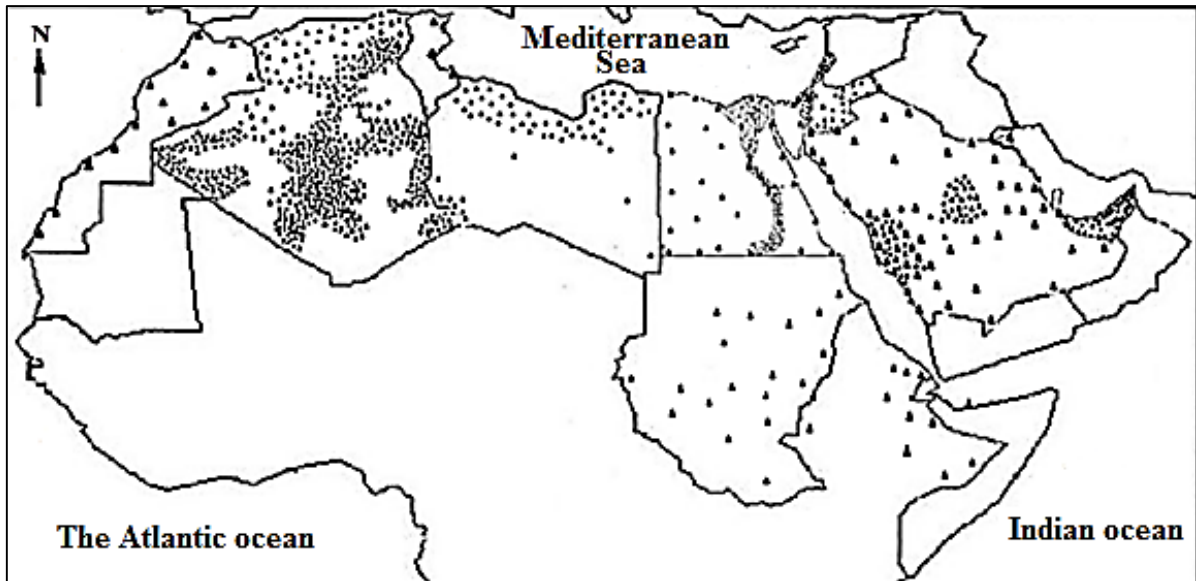 N
Mediterranean
Sea
The Atlantic ocean
Indian ocean